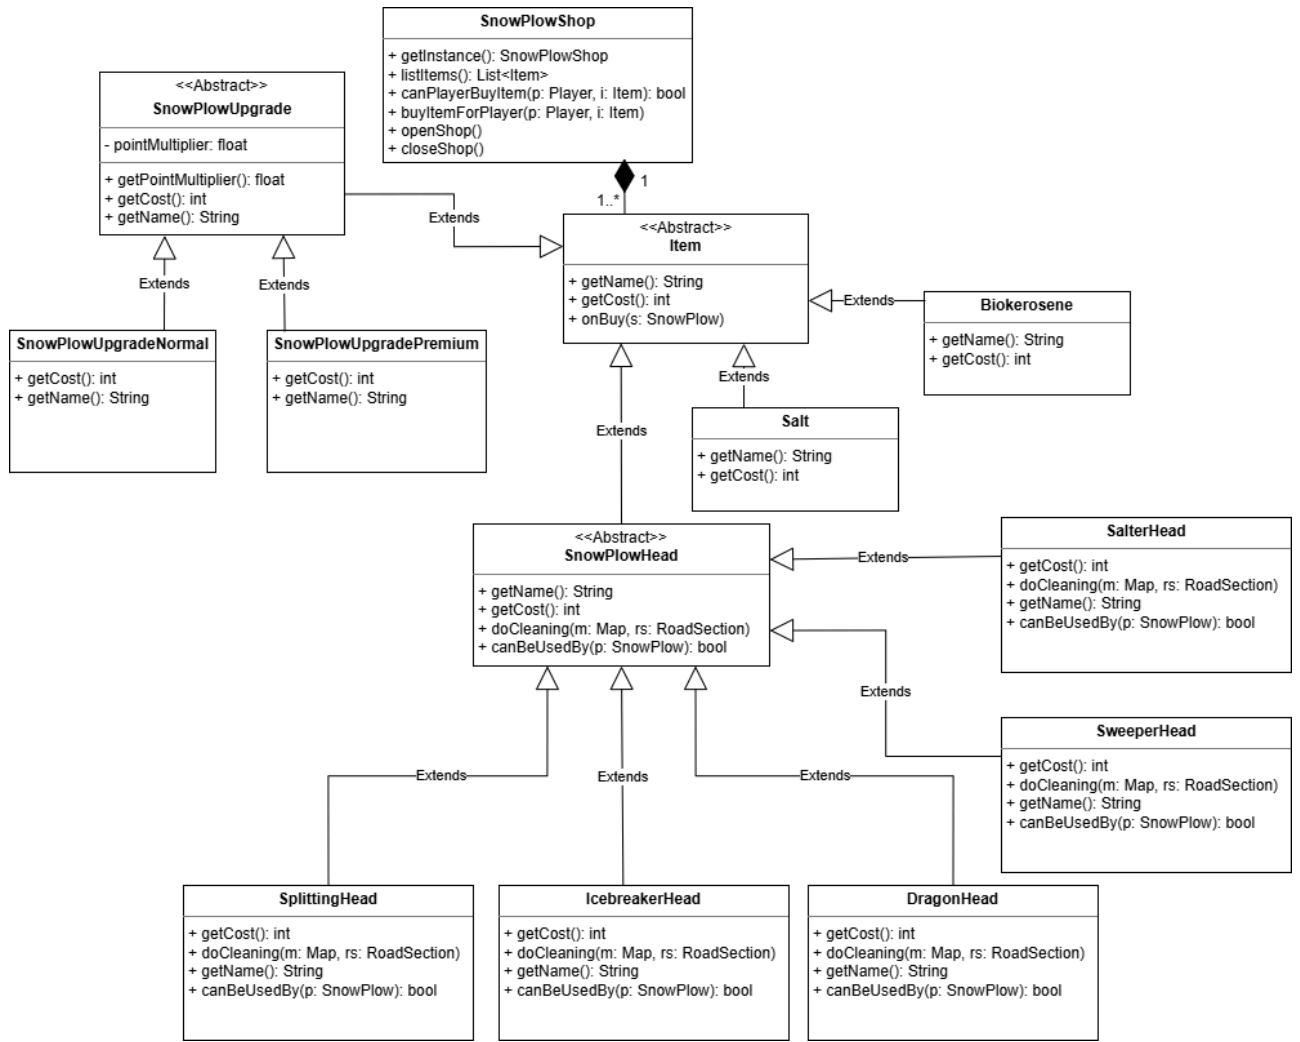 SnowPlowShop
+ getInstance(): SnowPlowShop
+ listItems(): List<Item>
+ canPlayerBuyItem(p: Player, i: Item): bool
+ buyItemForPlayer(p: Player, i: Item)
+ openShop()
+ closeShop()
<<Abstract>>
SnowPlowUpgrade
- pointMultiplier: float
+ getPointMultiplier(): float
+ getCost(): int
+ getName(): String
1
1..*
Extends
<<Abstract>>
Item
+ getName(): String
+ getCost(): int
+ onBuy(s: SnowPlow)
Extends
Extends
Extends
Biokerosene
+ getName(): String
+ getCost(): int
SnowPlowUpgradeNormal
+ getCost(): int
+ getName(): String
SnowPlowUpgradePremium
+ getCost(): int
+ getName(): String
Extends
Salt
+ getName(): String
+ getCost(): int
Extends
<<Abstract>>
SnowPlowHead
+ getName(): String
+ getCost(): int
+ doCleaning(m: Map, rs: RoadSection)
+ canBeUsedBy(p: SnowPlow): bool
Extends
SalterHead
+ getCost(): int
+ doCleaning(m: Map, rs: RoadSection)
+ getName(): String
+ canBeUsedBy(p: SnowPlow): bool
Extends
SweeperHead
+ getCost(): int
+ doCleaning(m: Map, rs: RoadSection)
+ getName(): String
+ canBeUsedBy(p: SnowPlow): bool
Extends
Extends
Extends
SplittingHead
+ getCost(): int
+ doCleaning(m: Map, rs: RoadSection)
+ getName(): String
+ canBeUsedBy(p: SnowPlow): bool
IcebreakerHead
+ getCost(): int
+ doCleaning(m: Map, rs: RoadSection)
+ getName(): String
+ canBeUsedBy(p: SnowPlow): bool
DragonHead
+ getCost(): int
+ doCleaning(m: Map, rs: RoadSection)
+ getName(): String
+ canBeUsedBy(p: SnowPlow): bool